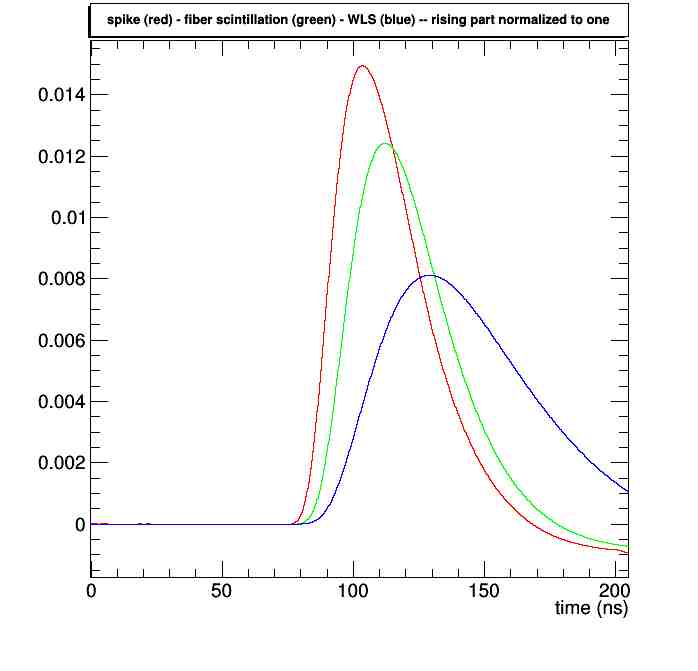 spike (red) - fiber scintillation (green) - WLS (blue) -- rising part normalized to one
0.014
0.012
0.01
0.008
0.006
0.004
0.002
0
0 50 100 150 200
time (ns)